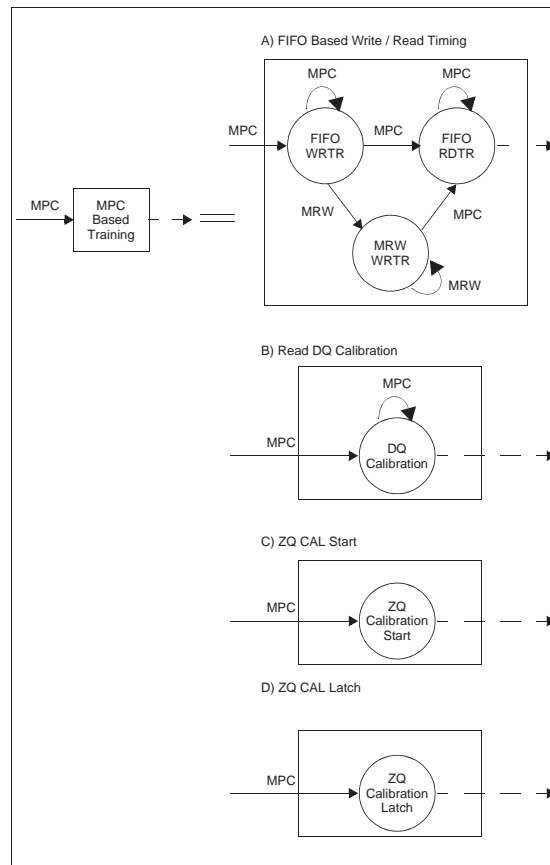 A) FIFO Based Write / Read Timing
MPC
MPC
MPC
FIFO
WRTR
MPC
FIFO
RDTR
MPC
MPC
Based
Training
MRW
MPC
MRW
WRTR
MRW
B) Read DQ Calibration
MPC
MPC
DQ
Calibration
C) ZQ CAL Start
MPC
ZQ
Calibration
Start
D) ZQ CAL Latch
MPC
ZQ
Calibration
Latch